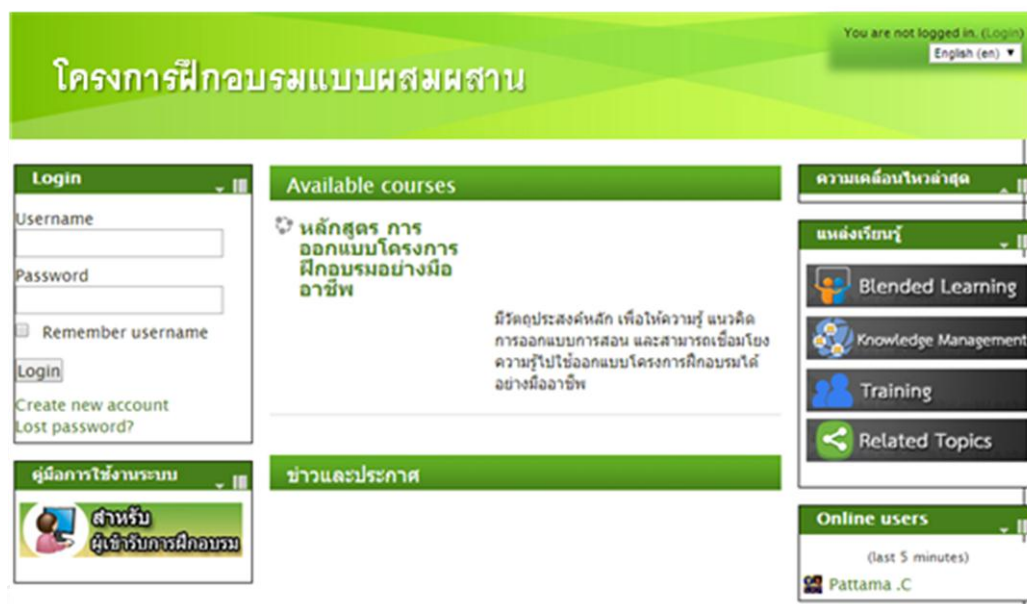 You are not logged in. (Login)
English (en)
โครงการฝึกอบรมแบบผสมผสาน
Login
Username
Password
Remember username
Login
Create new account
Lost password?
คู่มือการใช้งานระบบ
สำหรับ
ผู้เข้ารับการฝึกอบรม
Available courses
หลักสูตร การ
ออกแบบโครงการ
ฝึกอบรมอย่างมือ
อาชีพ
มีวัตถุประสงค์หลัก เพื่อให้ความรู้ แนวคิด
การออกแบบการสอน และสามารถเชื่อมโยง
ความรู้ไปใช้ออกแบบโครงการฝึกอบรมได้
อย่างมืออาชีพ
ข่าวและประกาศ
ความเคลื่อนไหวล่าสุด
แหล่งเรียนรู้
Blended Learning
Knowledge Management
Training
Related Topics
Online users
(last 5 minutes)
Pattama .C